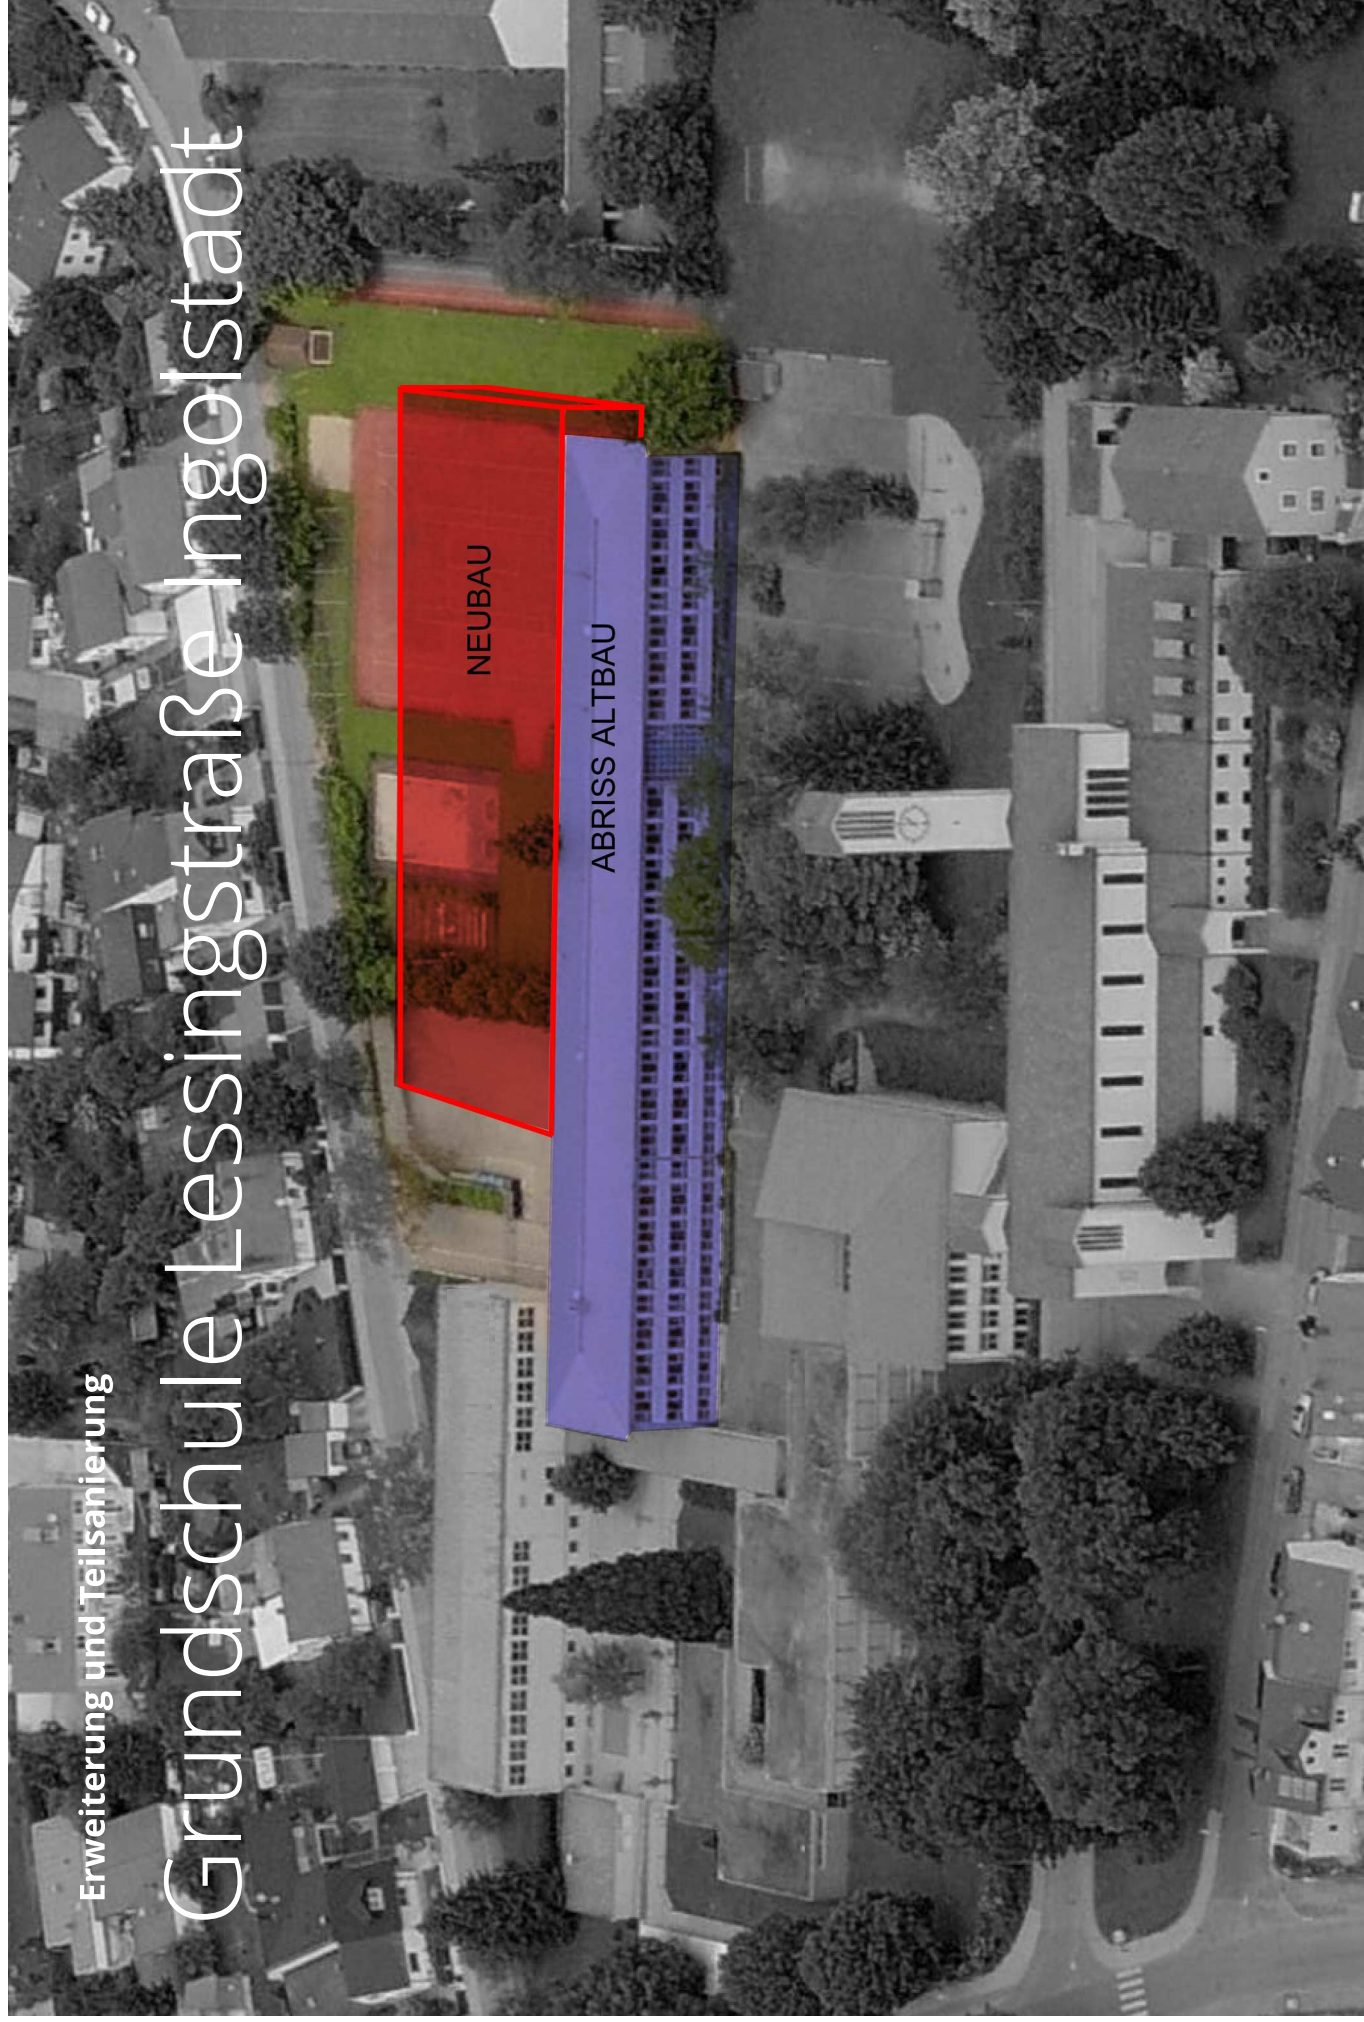 Erweiterung und Teilsanierung
Grundschule Lessingstraße Ingolstadt
NEUBAU
ABRISS ALTBAU